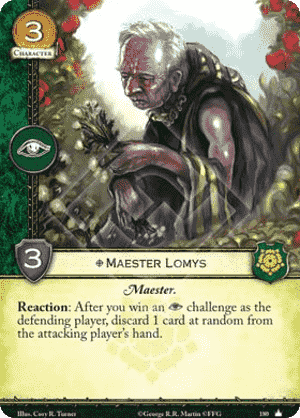 3
CHARACTER
3
Maester Lomys
Maester.
Reaction: After you win an challenge as the
defending player, discard 1 card at random from
the attacking player's hand.
Illus. Cory R. Turner ©George R.R. Martin ©FFG 180